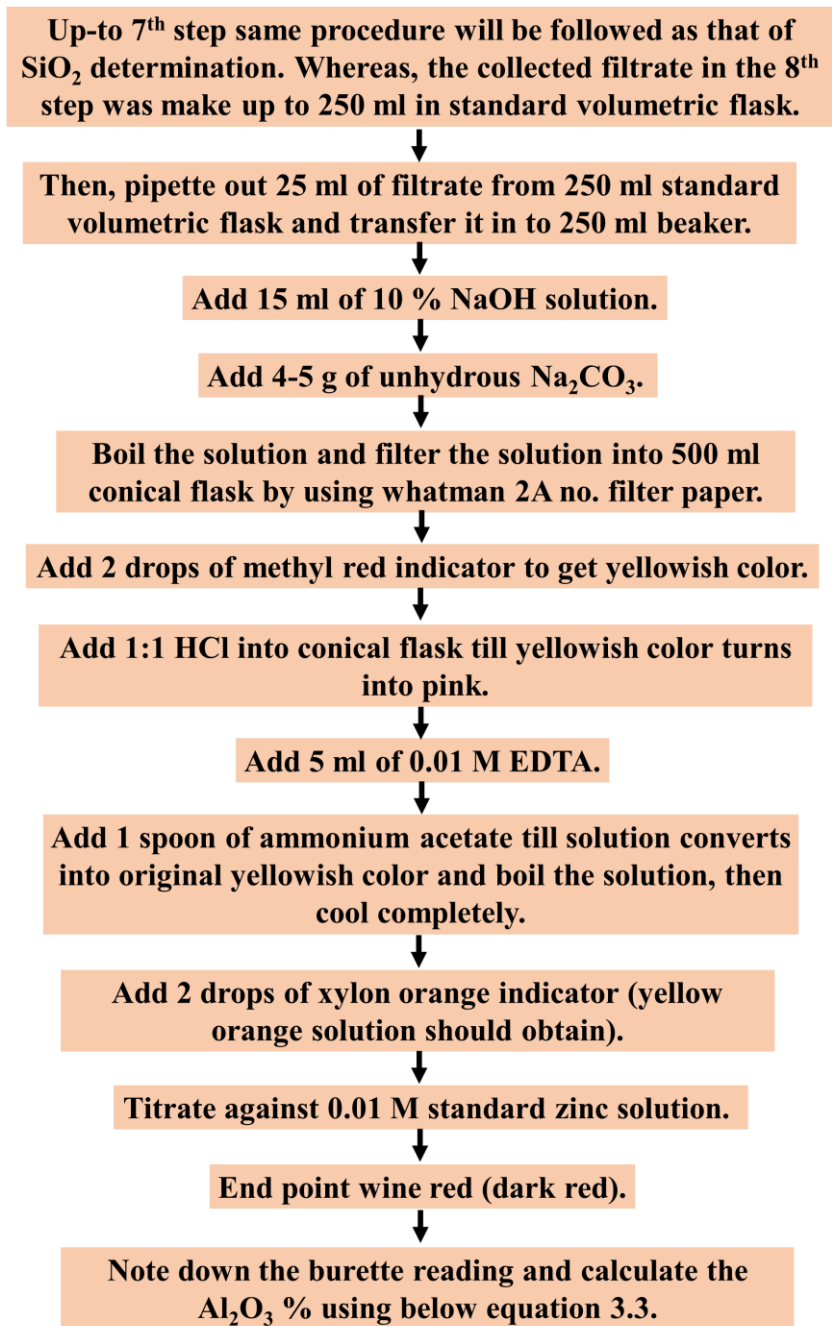 Up-to 7th step same procedure will be followed as that of
SiO2 determination. Whereas, the collected filtrate in the 8th
step was make up to 250 ml in standard volumetric flask.
Then, pipette out 25 ml of filtrate from 250 ml standard
volumetric flask and transfer it in to 250 ml beaker.
Add 15 ml of 10 % NaOH solution.
Add 4-5 g of unhydrous Na2CO3.
Boil the solution and filter the solution into 500 ml
conical flask by using whatman 2A no. filter paper.
Add 2 drops of methyl red indicator to get yellowish color.
Add 1:1 HCl into conical flask till yellowish color turns
into pink.
Add 5 ml of 0.01 M EDTA.
Add 1 spoon of ammonium acetate till solution converts
into original yellowish color and boil the solution, then
cool completely.
Add 2 drops of xylon orange indicator (yellow
orange solution should obtain).
Titrate against 0.01 M standard zinc solution.
End point wine red (dark red).
Note down the burette reading and calculate the
Al2O3 % using below equation 3.3.